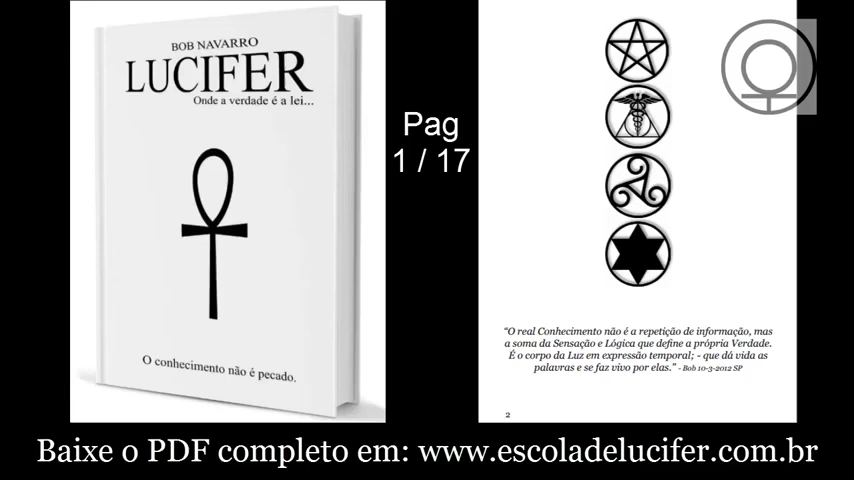 BOB NAVARRO
LUCIFER
Onde a verdade é a lei...
O conhecimento não é pecado.
Pag
1 / 17
“O real Conhecimento não é a repetição de informação, mas
a soma da Sensação e Lógica que define a própria Verdade.
É o corpo da Luz em expressão temporal; - que dá vida as
palavras e se faz vivo por elas.” - Bob 10-3-2012 SP
2
Baixe o PDF completo em: www.escoladelucifer.com.br